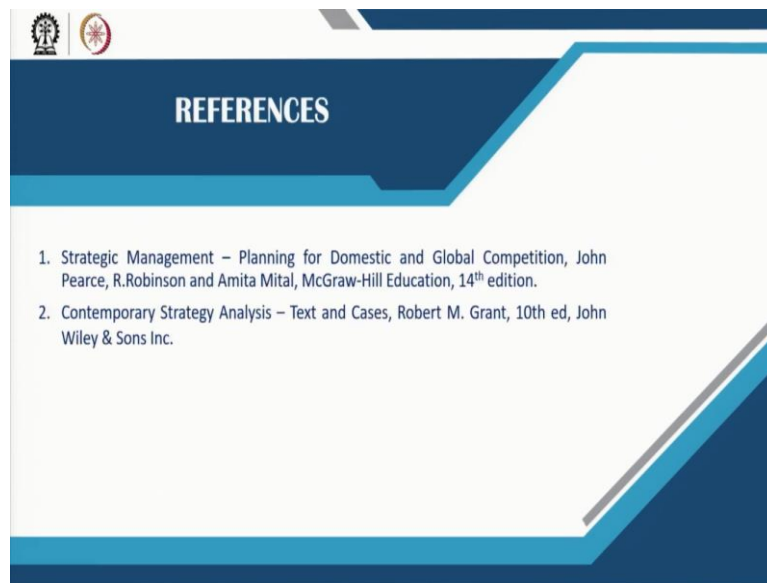 REFERENCES
1. Strategic Management – Planning for Domestic and Global Competition, John
Pearce, R.Robinson and Amita Mital, McGraw-Hill Education, 14th edition.
2. Contemporary Strategy Analysis – Text and Cases, Robert M. Grant, 10th ed, John
Wiley & Sons Inc.